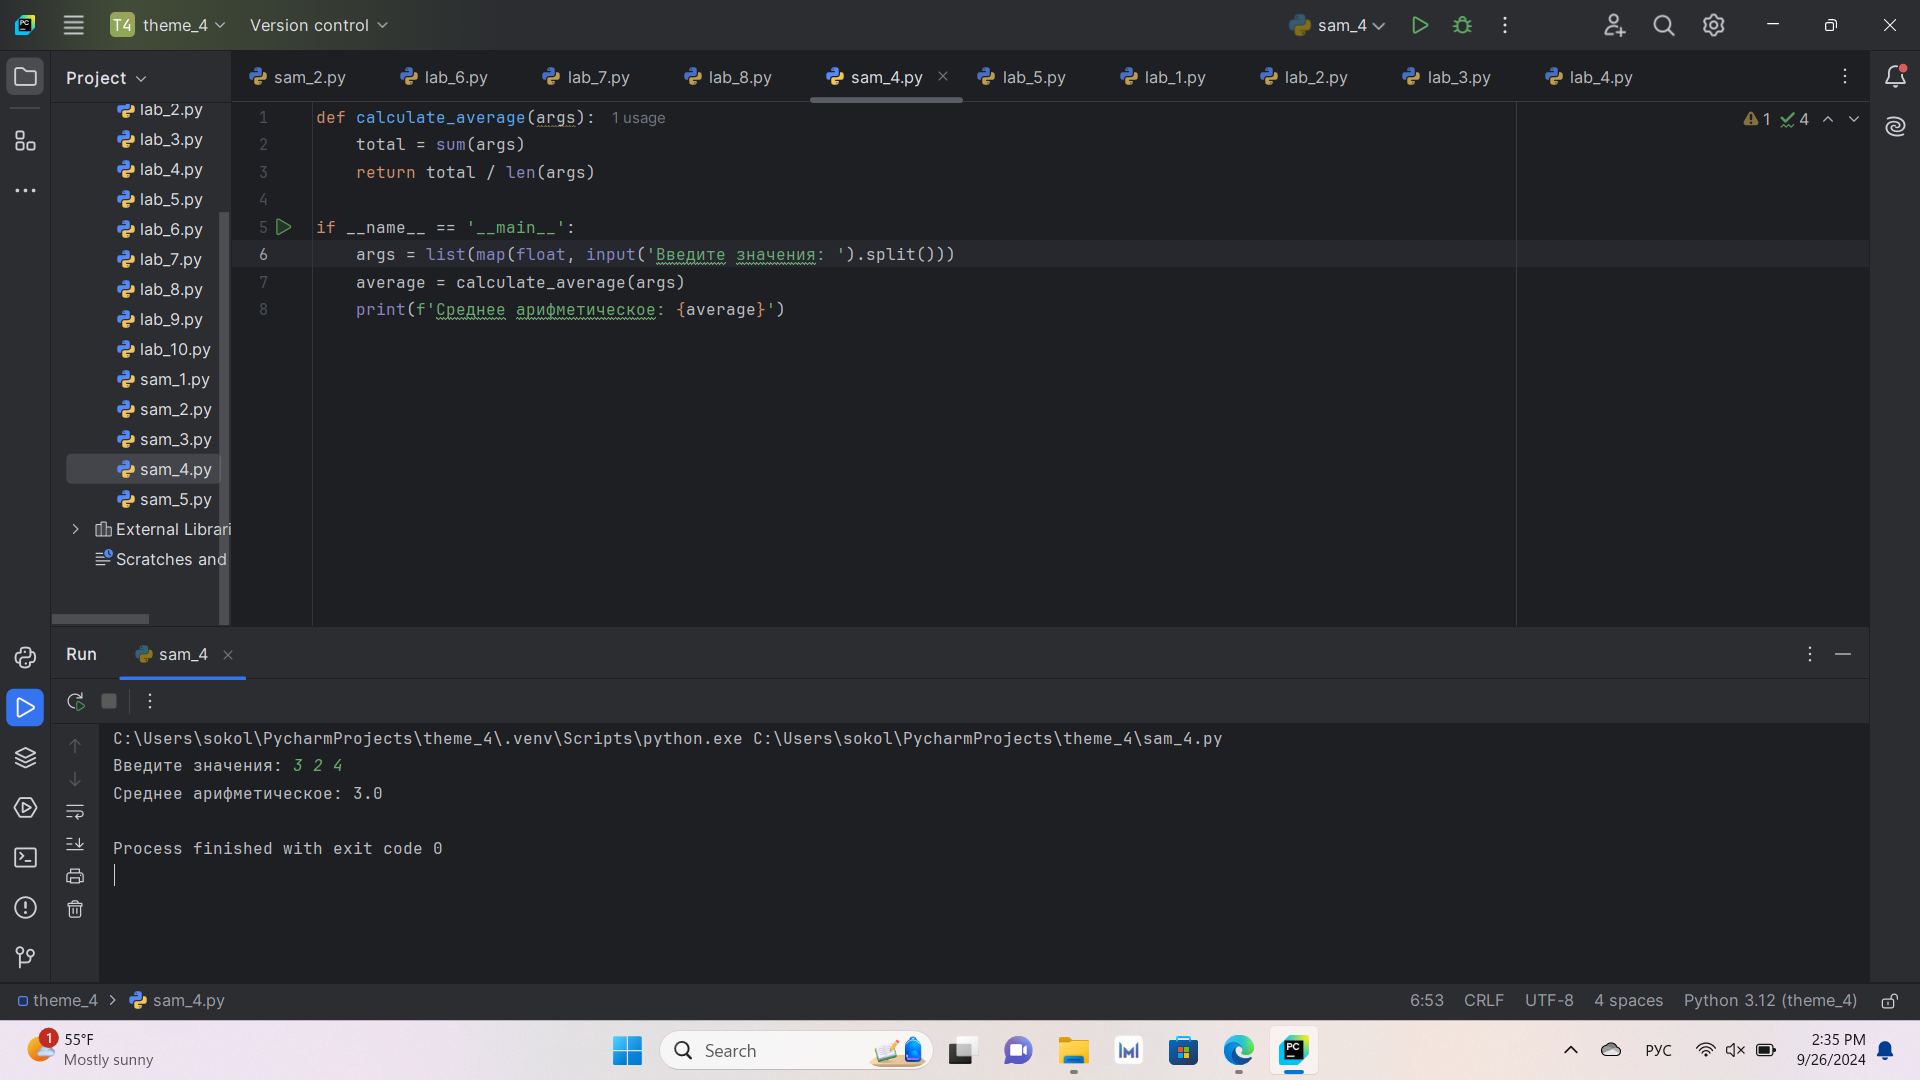 T4 theme_4 Version control sam_4
Project sam_2.py lab_6.py lab_7.py lab_8.py sam_4.py lab_5.py lab_1.py lab_2.py lab_3.py lab_4.py
lab_2.py
lab_3.py
lab_4.py
lab_5.py
lab_6.py
lab_7.py
lab_8.py
lab_9.py
lab_10.py
sam_1.py
sam_2.py
sam_3.py
sam_4.py
sam_5.py
External Librari
Scratches and
1 def calculate_average(args): 1 usage
2 total = sum(args)
3 return total / len(args)
4
5 if __name__ == '__main__':
6 args = list(map(float, input('Введите значения: ').split()))
7 average = calculate_average(args)
8 print(f'Среднее арифметическое: {average}')
1 4
Run sam_4
C:\Users\sokol\PycharmProjects\theme_4\.venv\Scripts\python.exe C:\Users\sokol\PycharmProjects\theme_4\sam_4.py
Введите значения: 3 2 4
Среднее арифметическое: 3.0
Process finished with exit code 0
theme_4 sam_4.py 6:53 CRLF UTF-8 4 spaces Python 3.12 (theme_4)
1 55°F
Mostly sunny
Search
PC
РУС
2:35 PM
9/26/2024